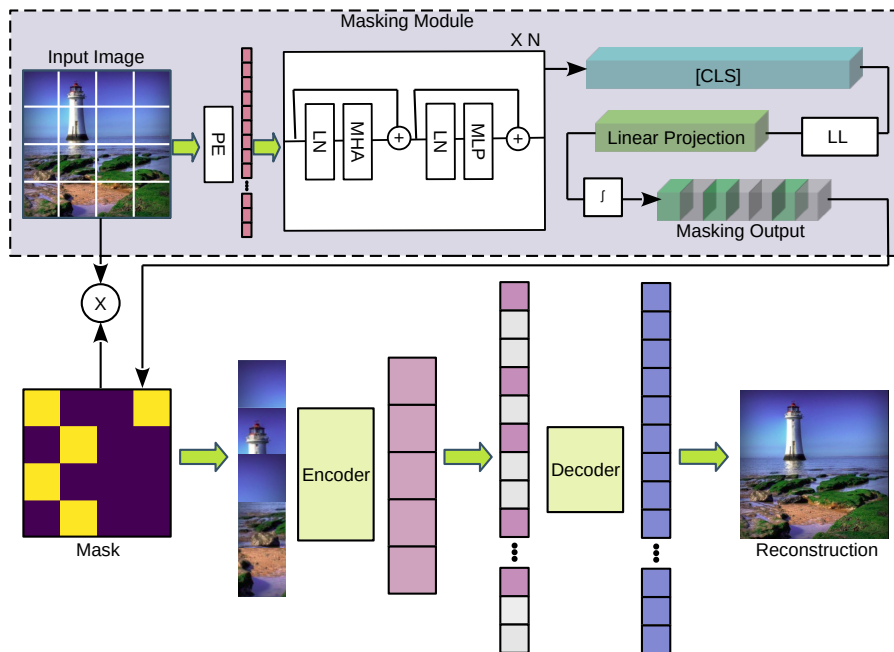 Masking Module
Input Image
X N
PE
LN
MHA
+
LN
MLP
+
[CLS]
Linear Projection
LL
∫
Masking Output
X
Mask
Encoder
Decoder
Reconstruction